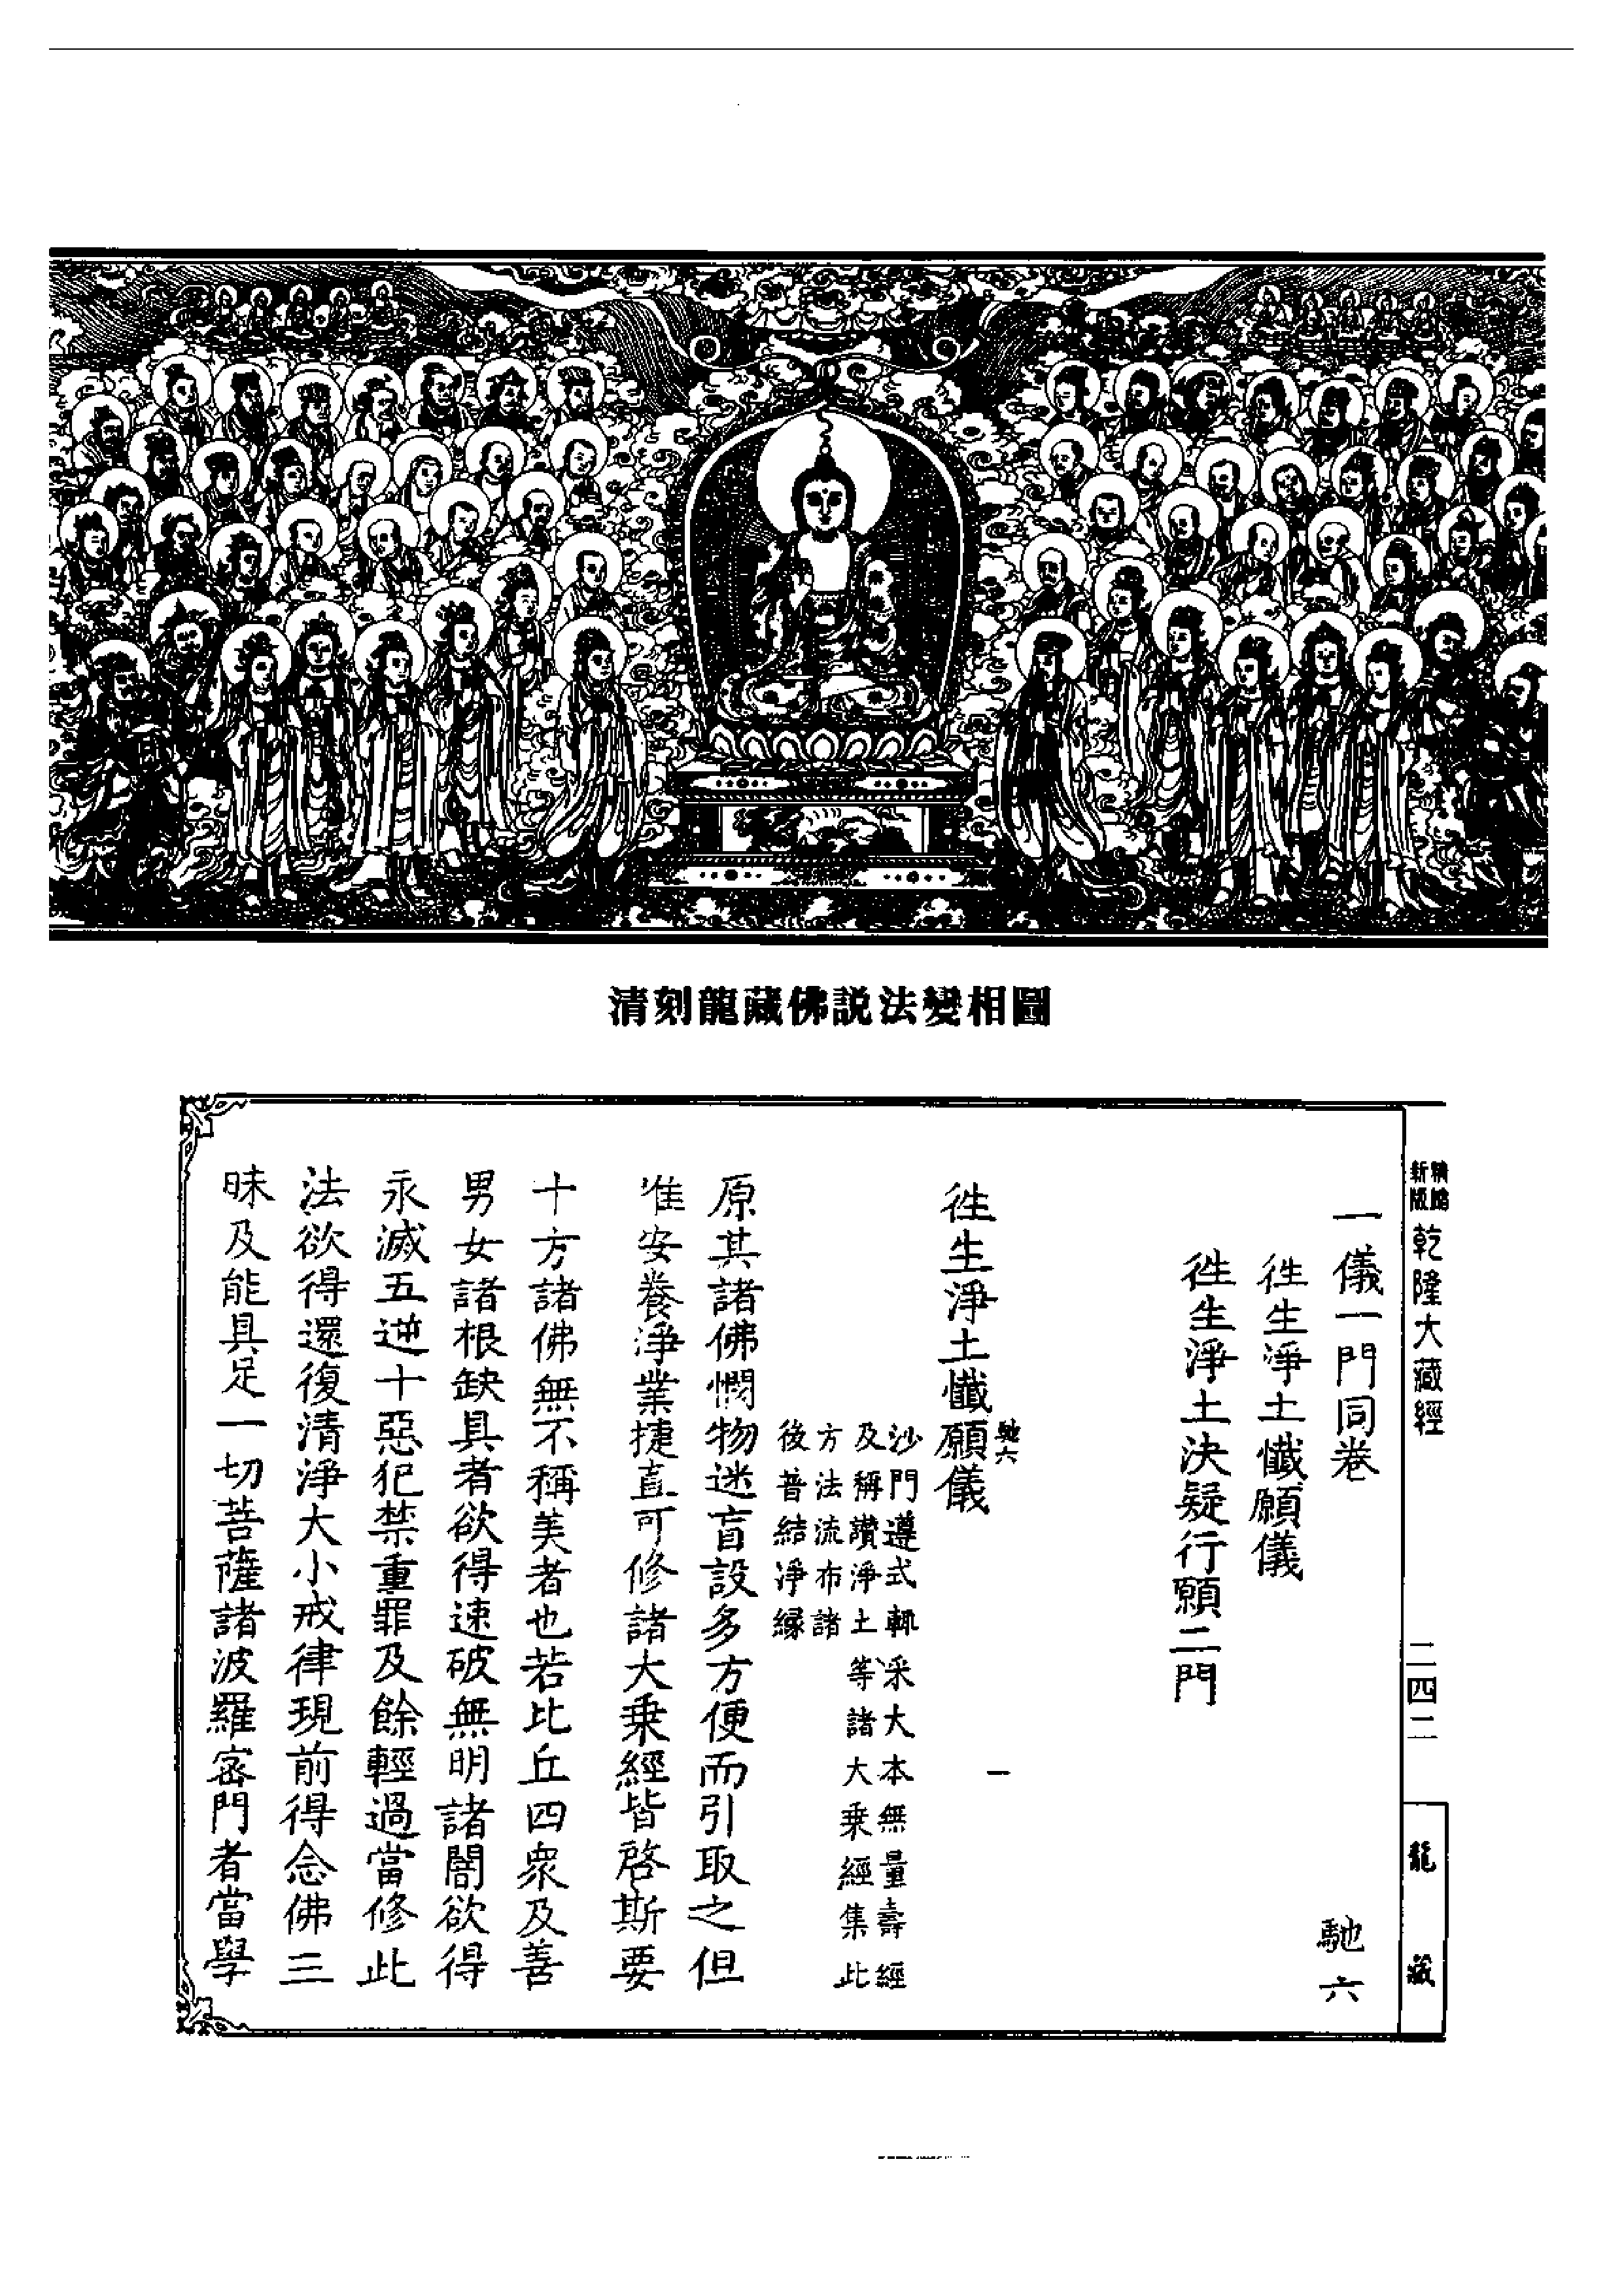 清刻龍藏佛説法變相圖
新版
精縮
乾隆大藏經
二四二
龍藏
一儀一門同卷 馳六
往生淨土懺願儀
往生淨土決疑行願二門
馳六 一
往生淨土懺願儀
沙門遵式輒采大本無量壽經
及稱讚淨土等諸大乗經集此
方法流布諸
後普結淨縁
原其諸佛憫物迷盲設多方便而引取之但
准安養淨業捷直可修諸大乗經皆啓斯要
十方諸佛無不稱美者也若比丘四衆及善
男女諸根缺具者欲得速破無明諸闇欲得
永滅五逆十惡犯禁重罪及餘輕過當修此
法欲得還復清淨大小戒律現前得念佛三
昧及能具足一切菩薩諸波羅密門者當學